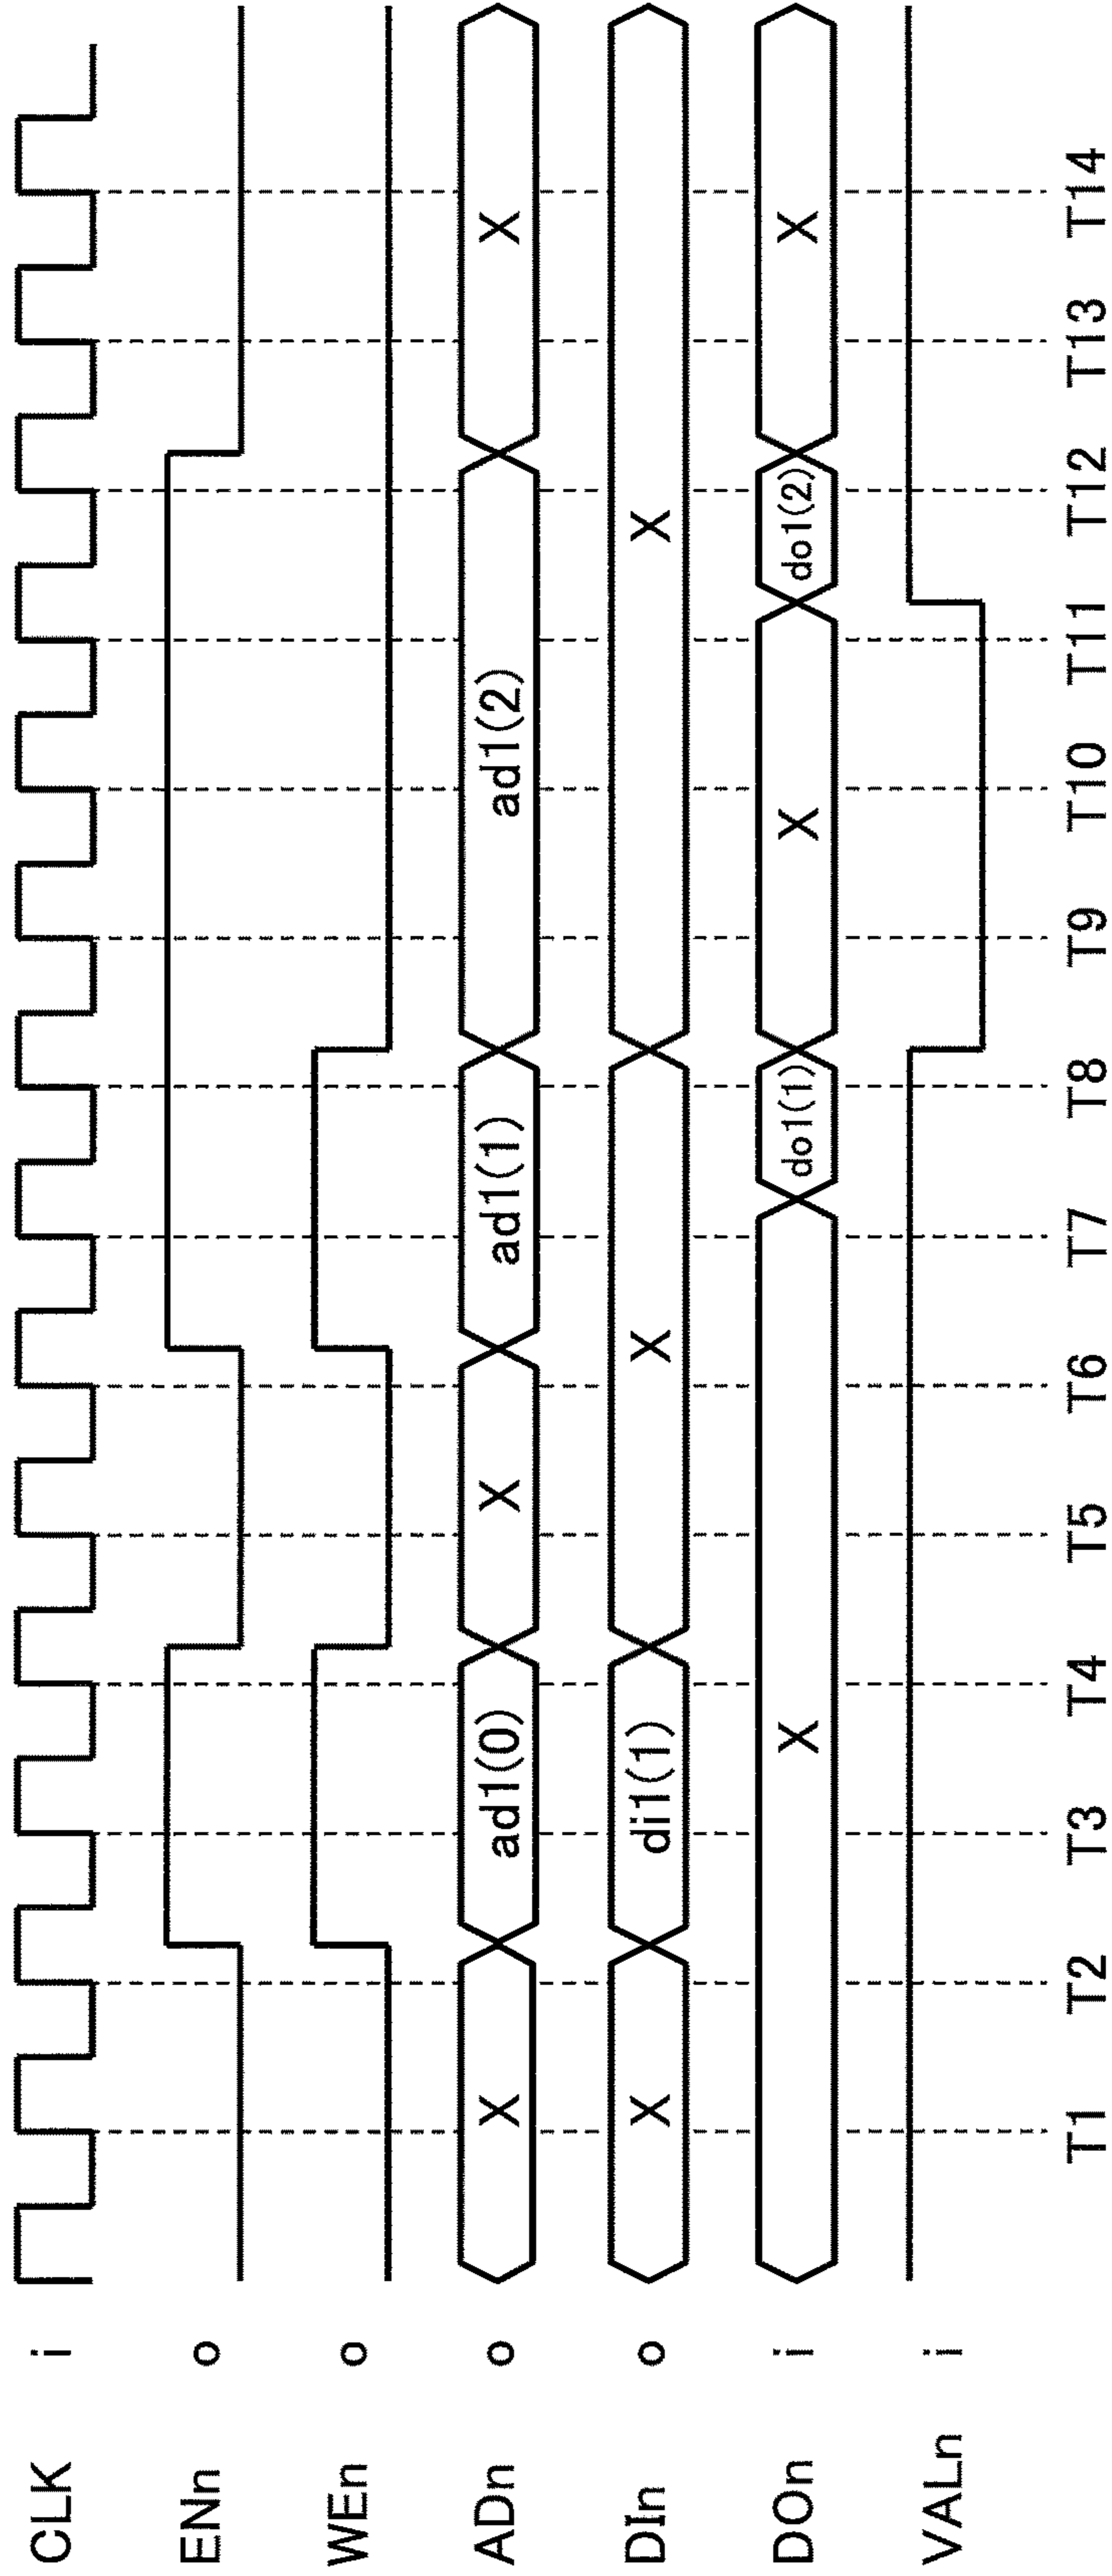 CLK i
ENn o
WEn o
ADn o X ad1(0) X ad1(1) ad1(2) X
DIn o X di1(1) X X
DOn i X do1(1) X do1(2) X
VALn i
T1 T2 T3 T4 T5 T6 T7 T8 T9 T10 T11 T12 T13 T14